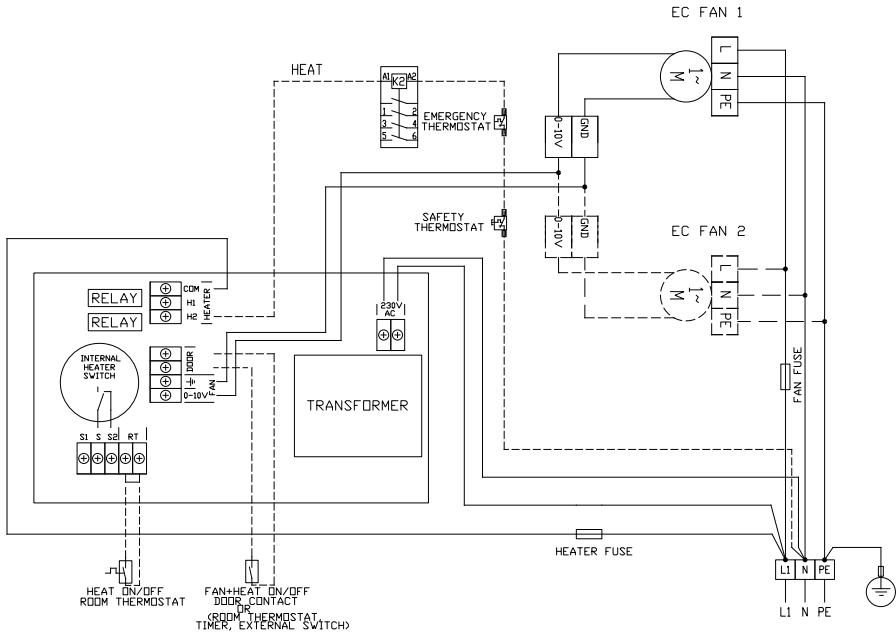 EC FAN 1
L
N
PE
1~
M
HEAT
A1
K2
A2
1
2
3
4
5
6
EMERGENCY
THERMOSTAT
0-10V
GND
SAFETY
THERMOSTAT
0-10V
GND
EC FAN 2
L
N
PE
1~
M
RELAY
RELAY
COM
H1
H2
HEATER
230V
AC
INTERNAL
HEATER
SWITCH
DOOR
FAN
0-10V
TRANSFORMER
FAN FUSE
S1 S S2 RT
HEATER FUSE
L1 N PE
L1 N PE
HEAT ON/OFF
ROOM THERMOSTAT
FAN+HEAT ON/OFF
DOOR CONTACT
OR
(ROOM THERMOSTAT,
TIMER, EXTERNAL SWITCH)